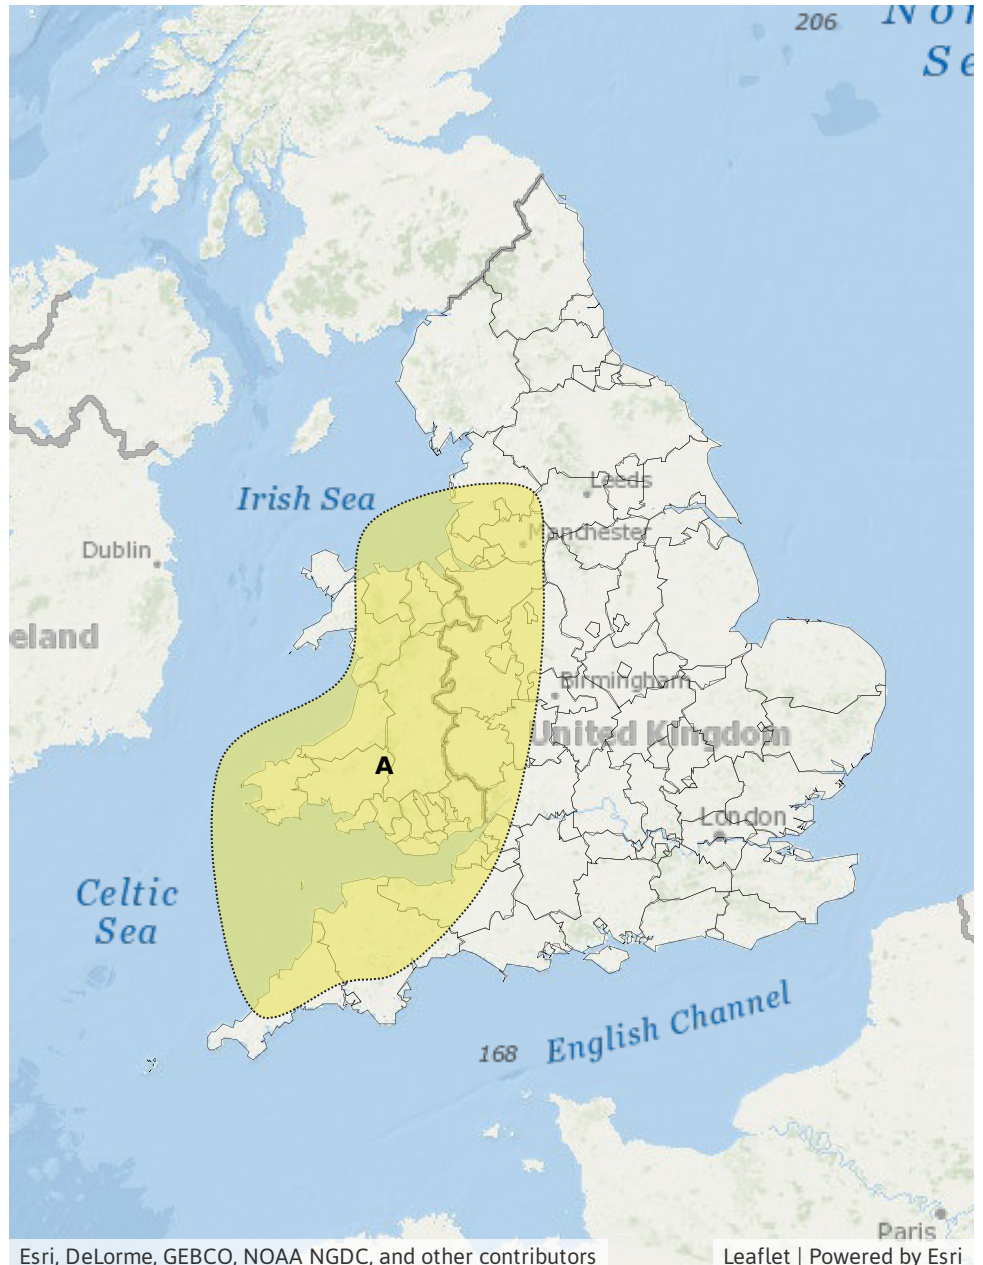 206
Nor
Se
Leeds
Irish Sea
Manchester
Dublin
eland
Birmingham
United Kingdom
A
London
Celtic
Sea
English Channel
168
Paris
Esri, DeLorme, GEBCO, NOAA NGDC, and other contributors
Leaflet | Powered by Esri